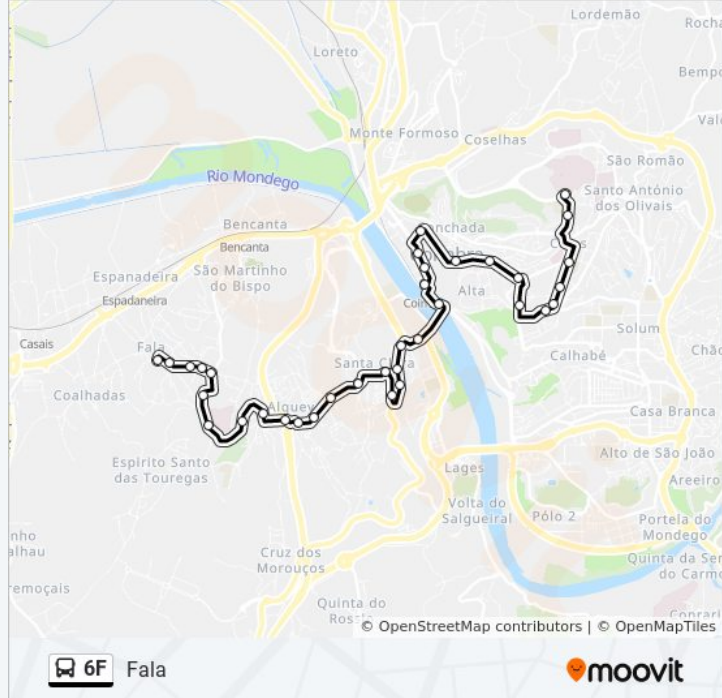 Lordemão
Rocha
Loreto
Bempo
Monte Formoso
Coselhas
Vale
São Romão
Rio Mondego
Santo António
dos Olivais
Bencanta
Bencanta
São Martinho
do Bispo
Espanadeira
Espadaneira
Alta
Casais
Fala
Solum
Calhabé
Coalhadas
Casa Branca
Alto de São João
Espirito Santo
das Touregas
Areeiro
Lages
Volta do
Salgueiral
Pólo 2
Portela do
Mondego
Cruz dos
Morouços
Quinta do
© OpenStreetMap contributors | © OpenMapTiles
6F Fala
moovit